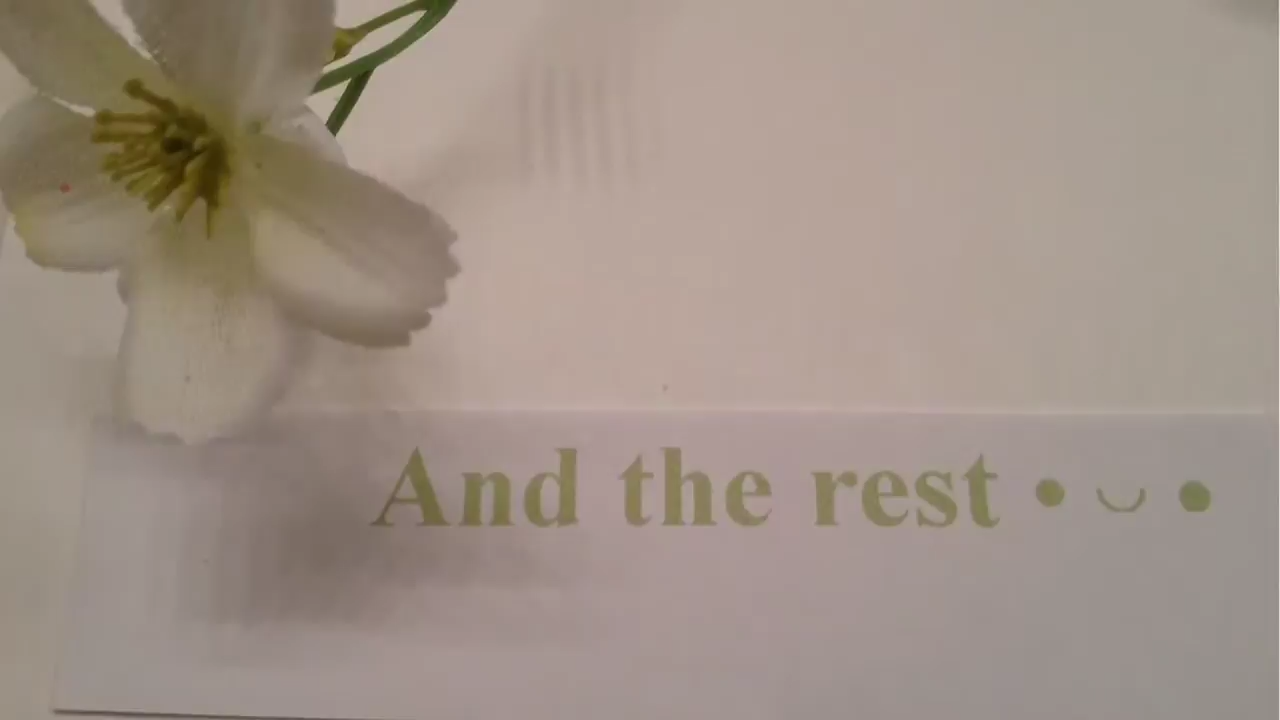 And the rest • ◡ •